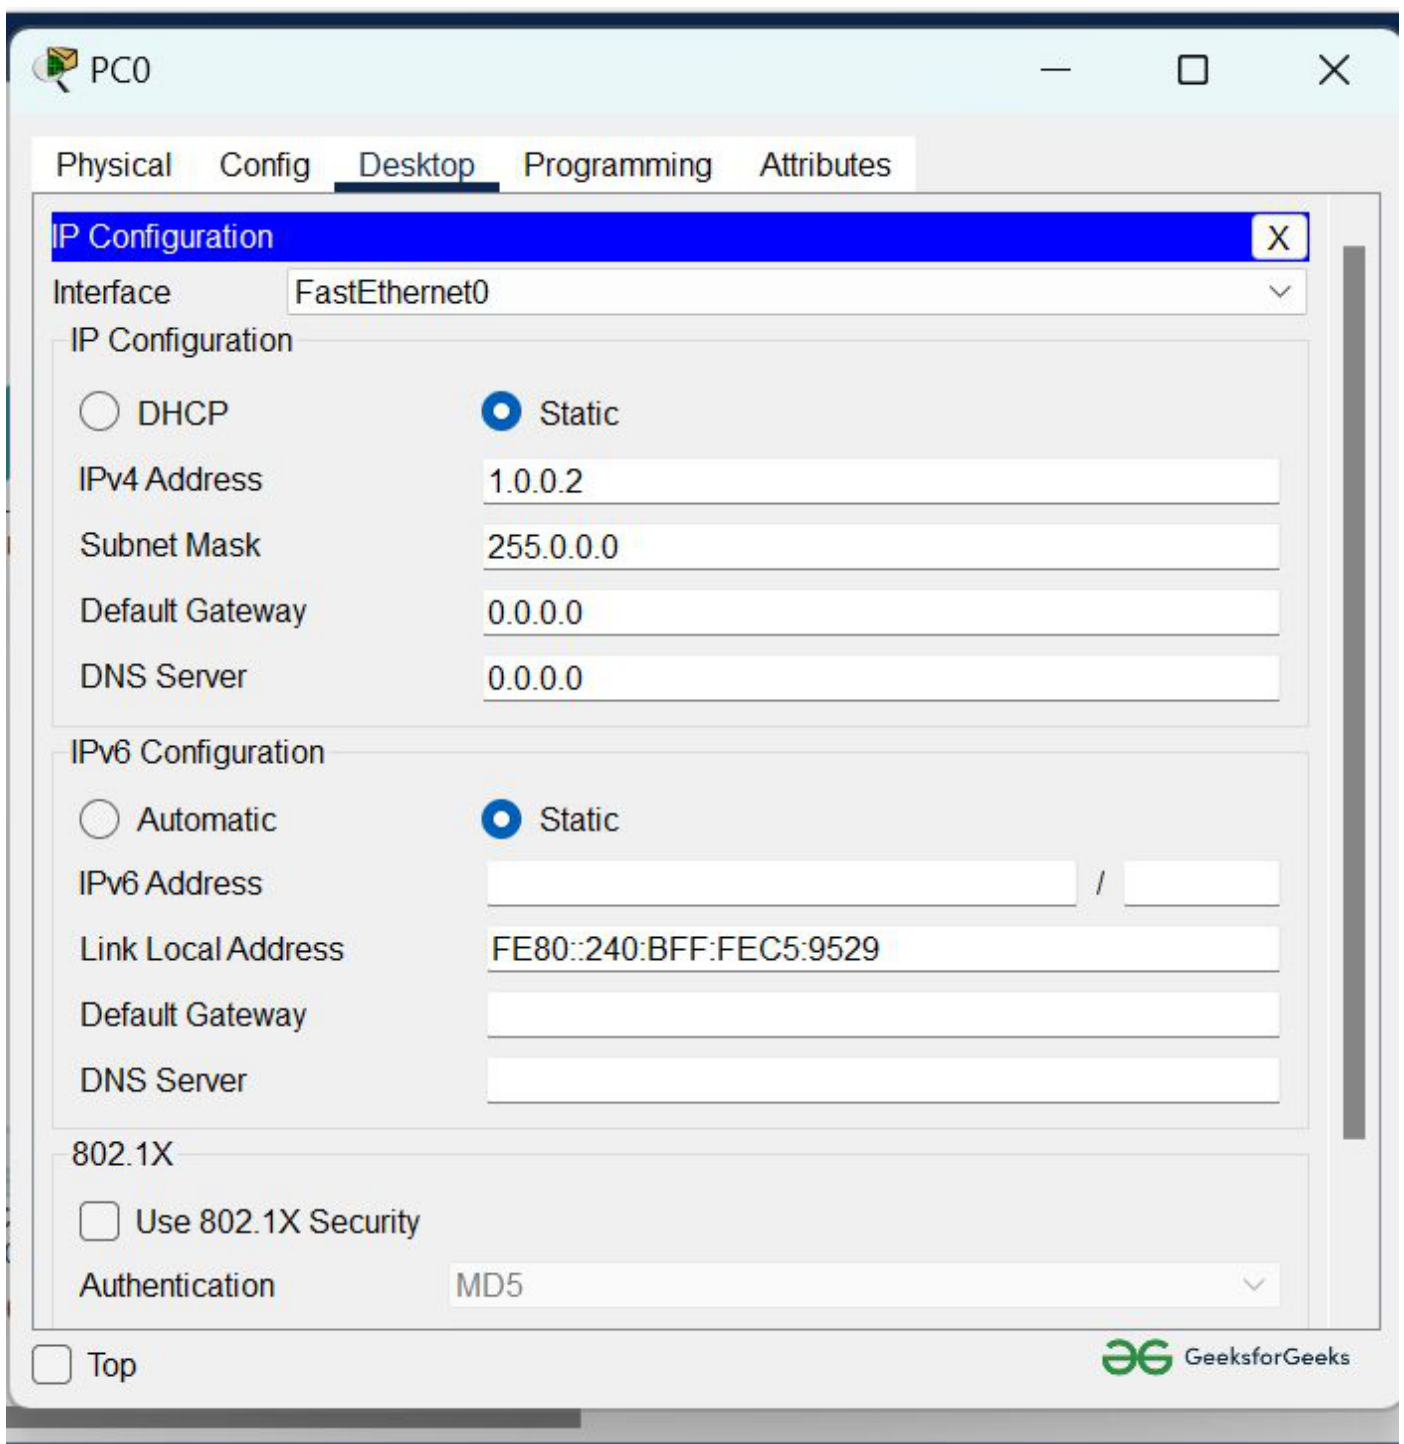 PC0
Physical Config Desktop Programming Attributes
IP Configuration X
Interface FastEthernet0
IP Configuration
DHCP Static
IPv4 Address 1.0.0.2
Subnet Mask 255.0.0.0
Default Gateway 0.0.0.0
DNS Server 0.0.0.0
IPv6 Configuration
Automatic Static
IPv6 Address /
Link Local Address FE80::240:BFF:FEC5:9529
Default Gateway
DNS Server
802.1X
Use 802.1X Security
Authentication MD5
Top
GeeksforGeeks